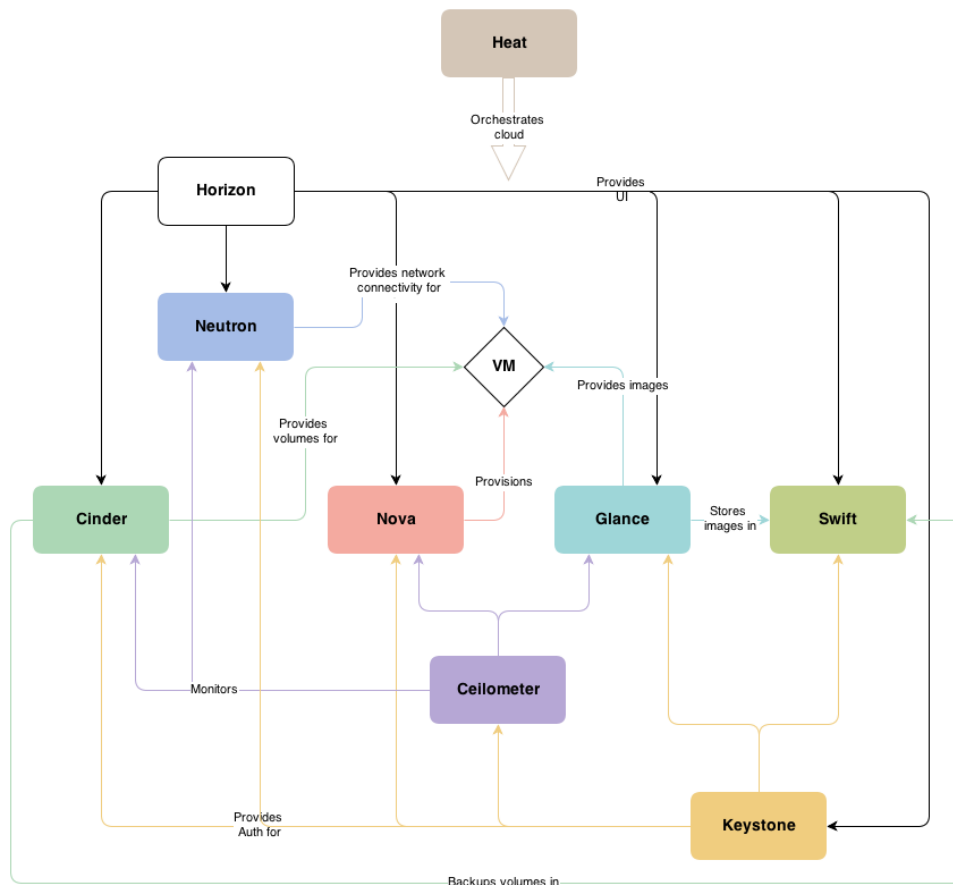 Heat
Orchestrates
cloud
Horizon
Provides
UI
Provides network
connectivity for
Neutron
VM
Provides images
Provides
volumes for
Provisions
Cinder
Nova
Glance
Stores
images in
Swift
Ceilometer
Monitors
Provides
Auth for
Keystone
Backups volumes in